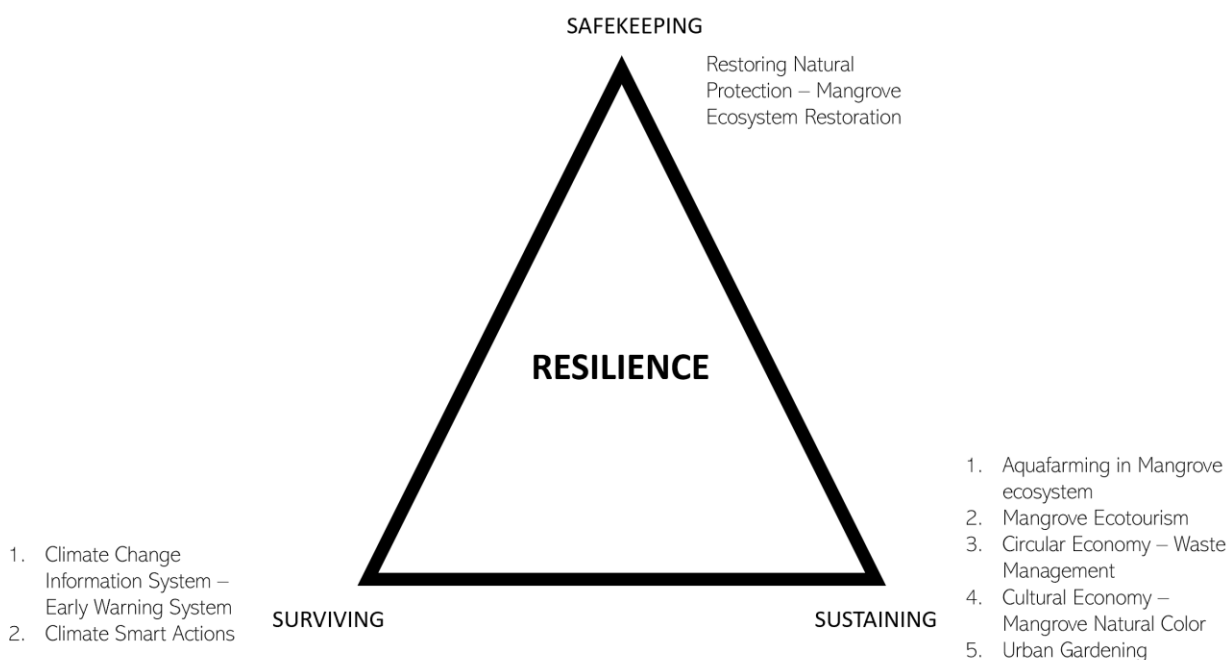 SAFEKEEPING
Restoring Natural
Protection – Mangrove
Ecosystem Restoration
RESILIENCE
1. Climate Change
Information System –
Early Warning System
2. Climate Smart Actions
SURVIVING
SUSTAINING
1. Aquafarming in Mangrove
ecosystem
2. Mangrove Ecotourism
3. Circular Economy – Waste
Management
4. Cultural Economy –
Mangrove Natural Color
5. Urban Gardening